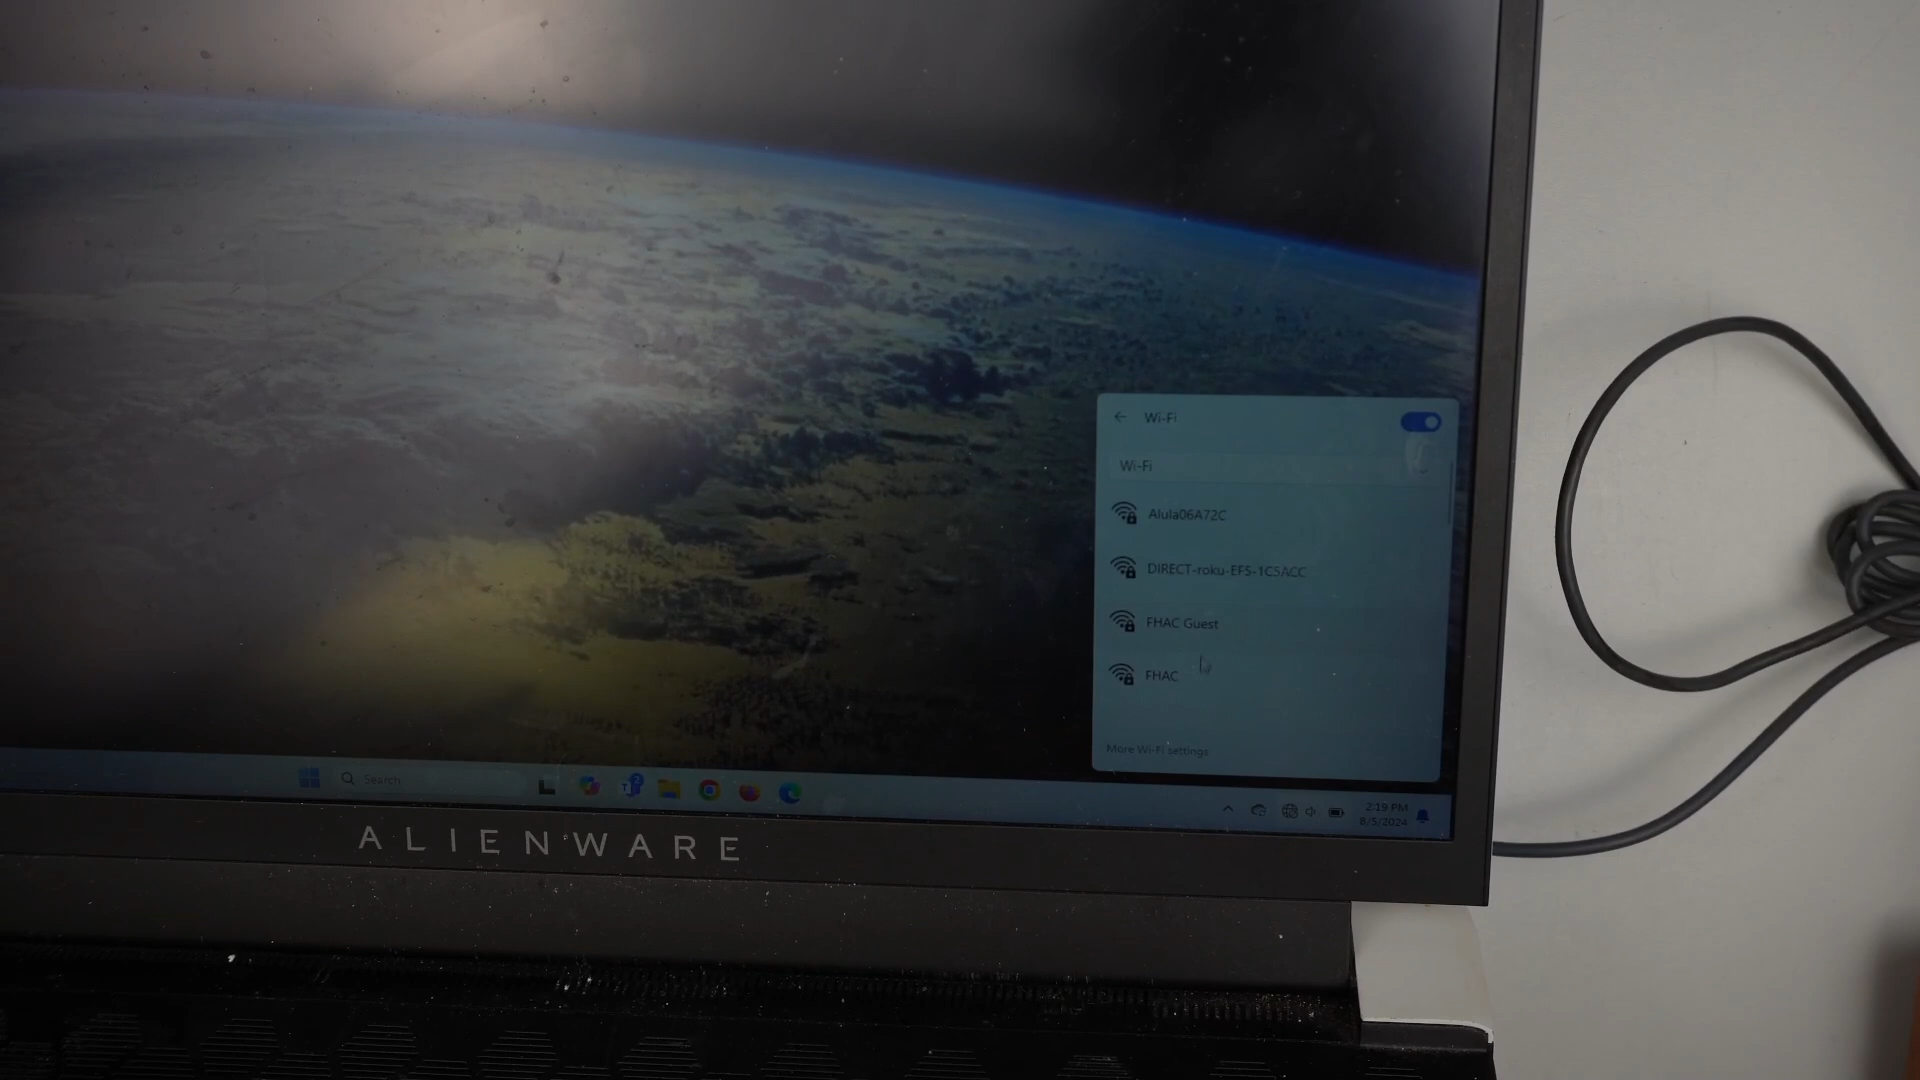 Wi-Fi
Wi-Fi
Alula06A72C
DIRECT-roku-EF5-1C5ACC
FHAC Guest
FHAC
More Wi-Fi settings
Search
2
2:19 PM
8/5/2024
ALIENWARE